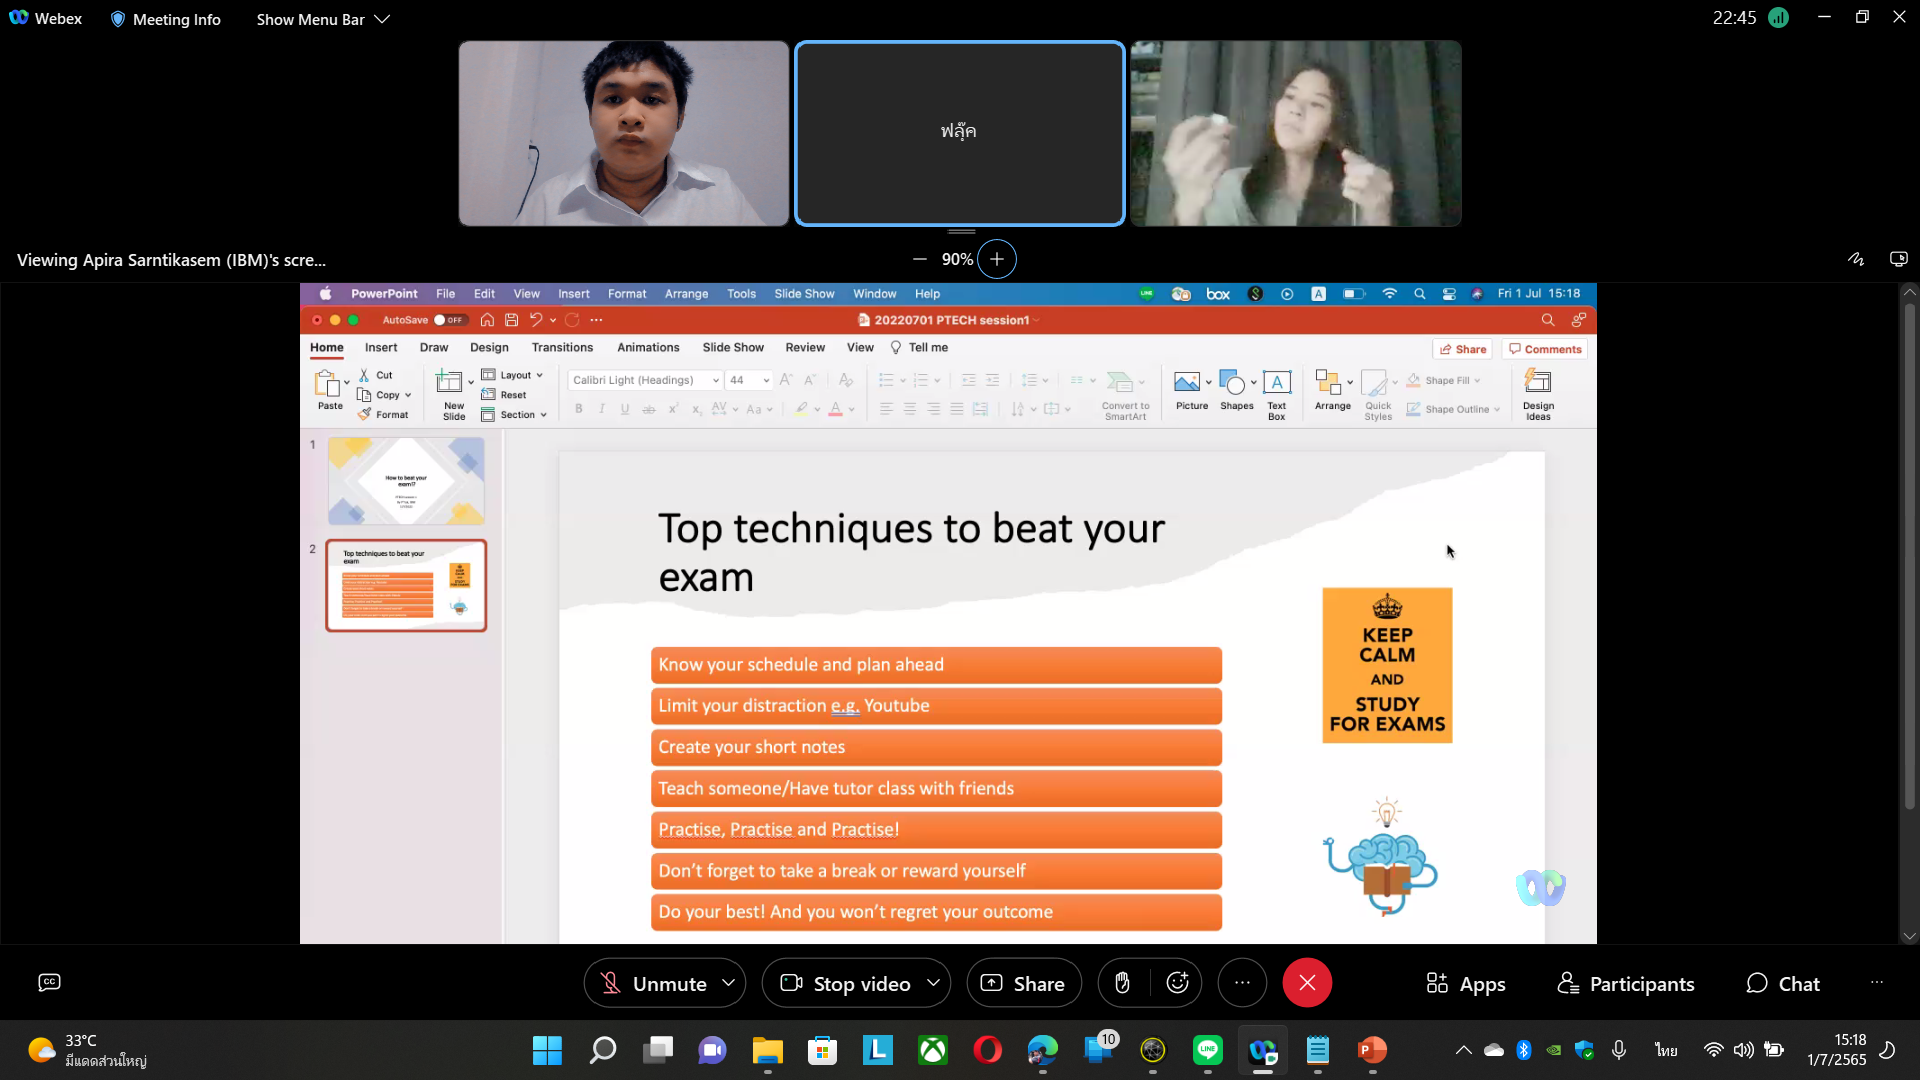 Webex
Meeting Info
Show Menu Bar
22:45
ฟลุ๊ค
Viewing Apira Sarntikasem (IBM)'s scre...
90%
PowerPoint File Edit View Insert Format Arrange Tools Slide Show Window Help
box
A
Fri 1 Jul 15:18
AutoSave OFF
20220701 PTECH session1
Home Insert Draw Design Transitions Animations Slide Show Review View Tell me
Share
Comments
Paste
Cut
Copy
Format
New Slide
Layout
Reset
Section
Calibri Light (Headings)
44
Convert to SmartArt
Picture
Shapes
Text Box
Arrange
Quick Styles
Shape Fill
Shape Outline
Design Ideas
1
How to beat your
exam!?
2
Top techniques to beat your
exam
Top techniques to beat your
exam
Know your schedule and plan ahead
Limit your distraction e.g. Youtube
Create your short notes
Teach someone/Have tutor class with friends
Practise, Practise and Practise!
Don't forget to take a break or reward yourself
Do your best! And you won't regret your outcome
KEEP
CALM
AND
STUDY
FOR EXAMS
Unmute
Stop video
Share
Apps
Participants
Chat
33°C
มีแดดส่วนใหญ่
10
ไทย
15:18
1/7/2565